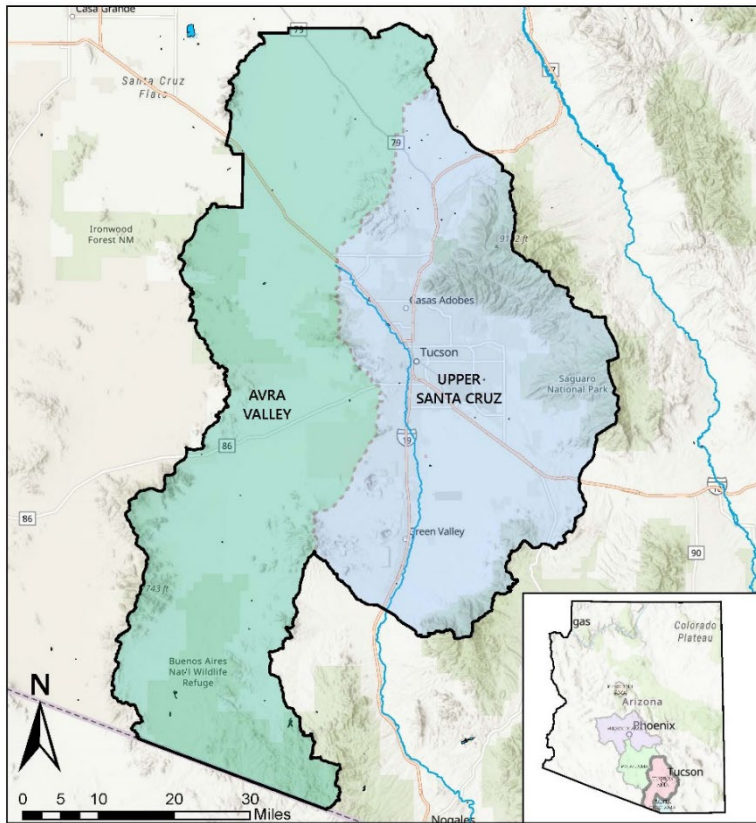 CASA GRANDE
79
Santa Cruz
Flats
77
79
Ironwood
Forest NM
Casas Adobes
Tucson
AVRA
VALLEY
UPPER
SANTA CRUZ
Saguaro
National Park
86
19
86
Green Valley
90
Buenos Aires
Nat'l Wildlife
Refuge
N
0 5 10 20 30
Miles
Nogales
gas
Colorado
Plateau
Arizona
Phoenix
Tucson